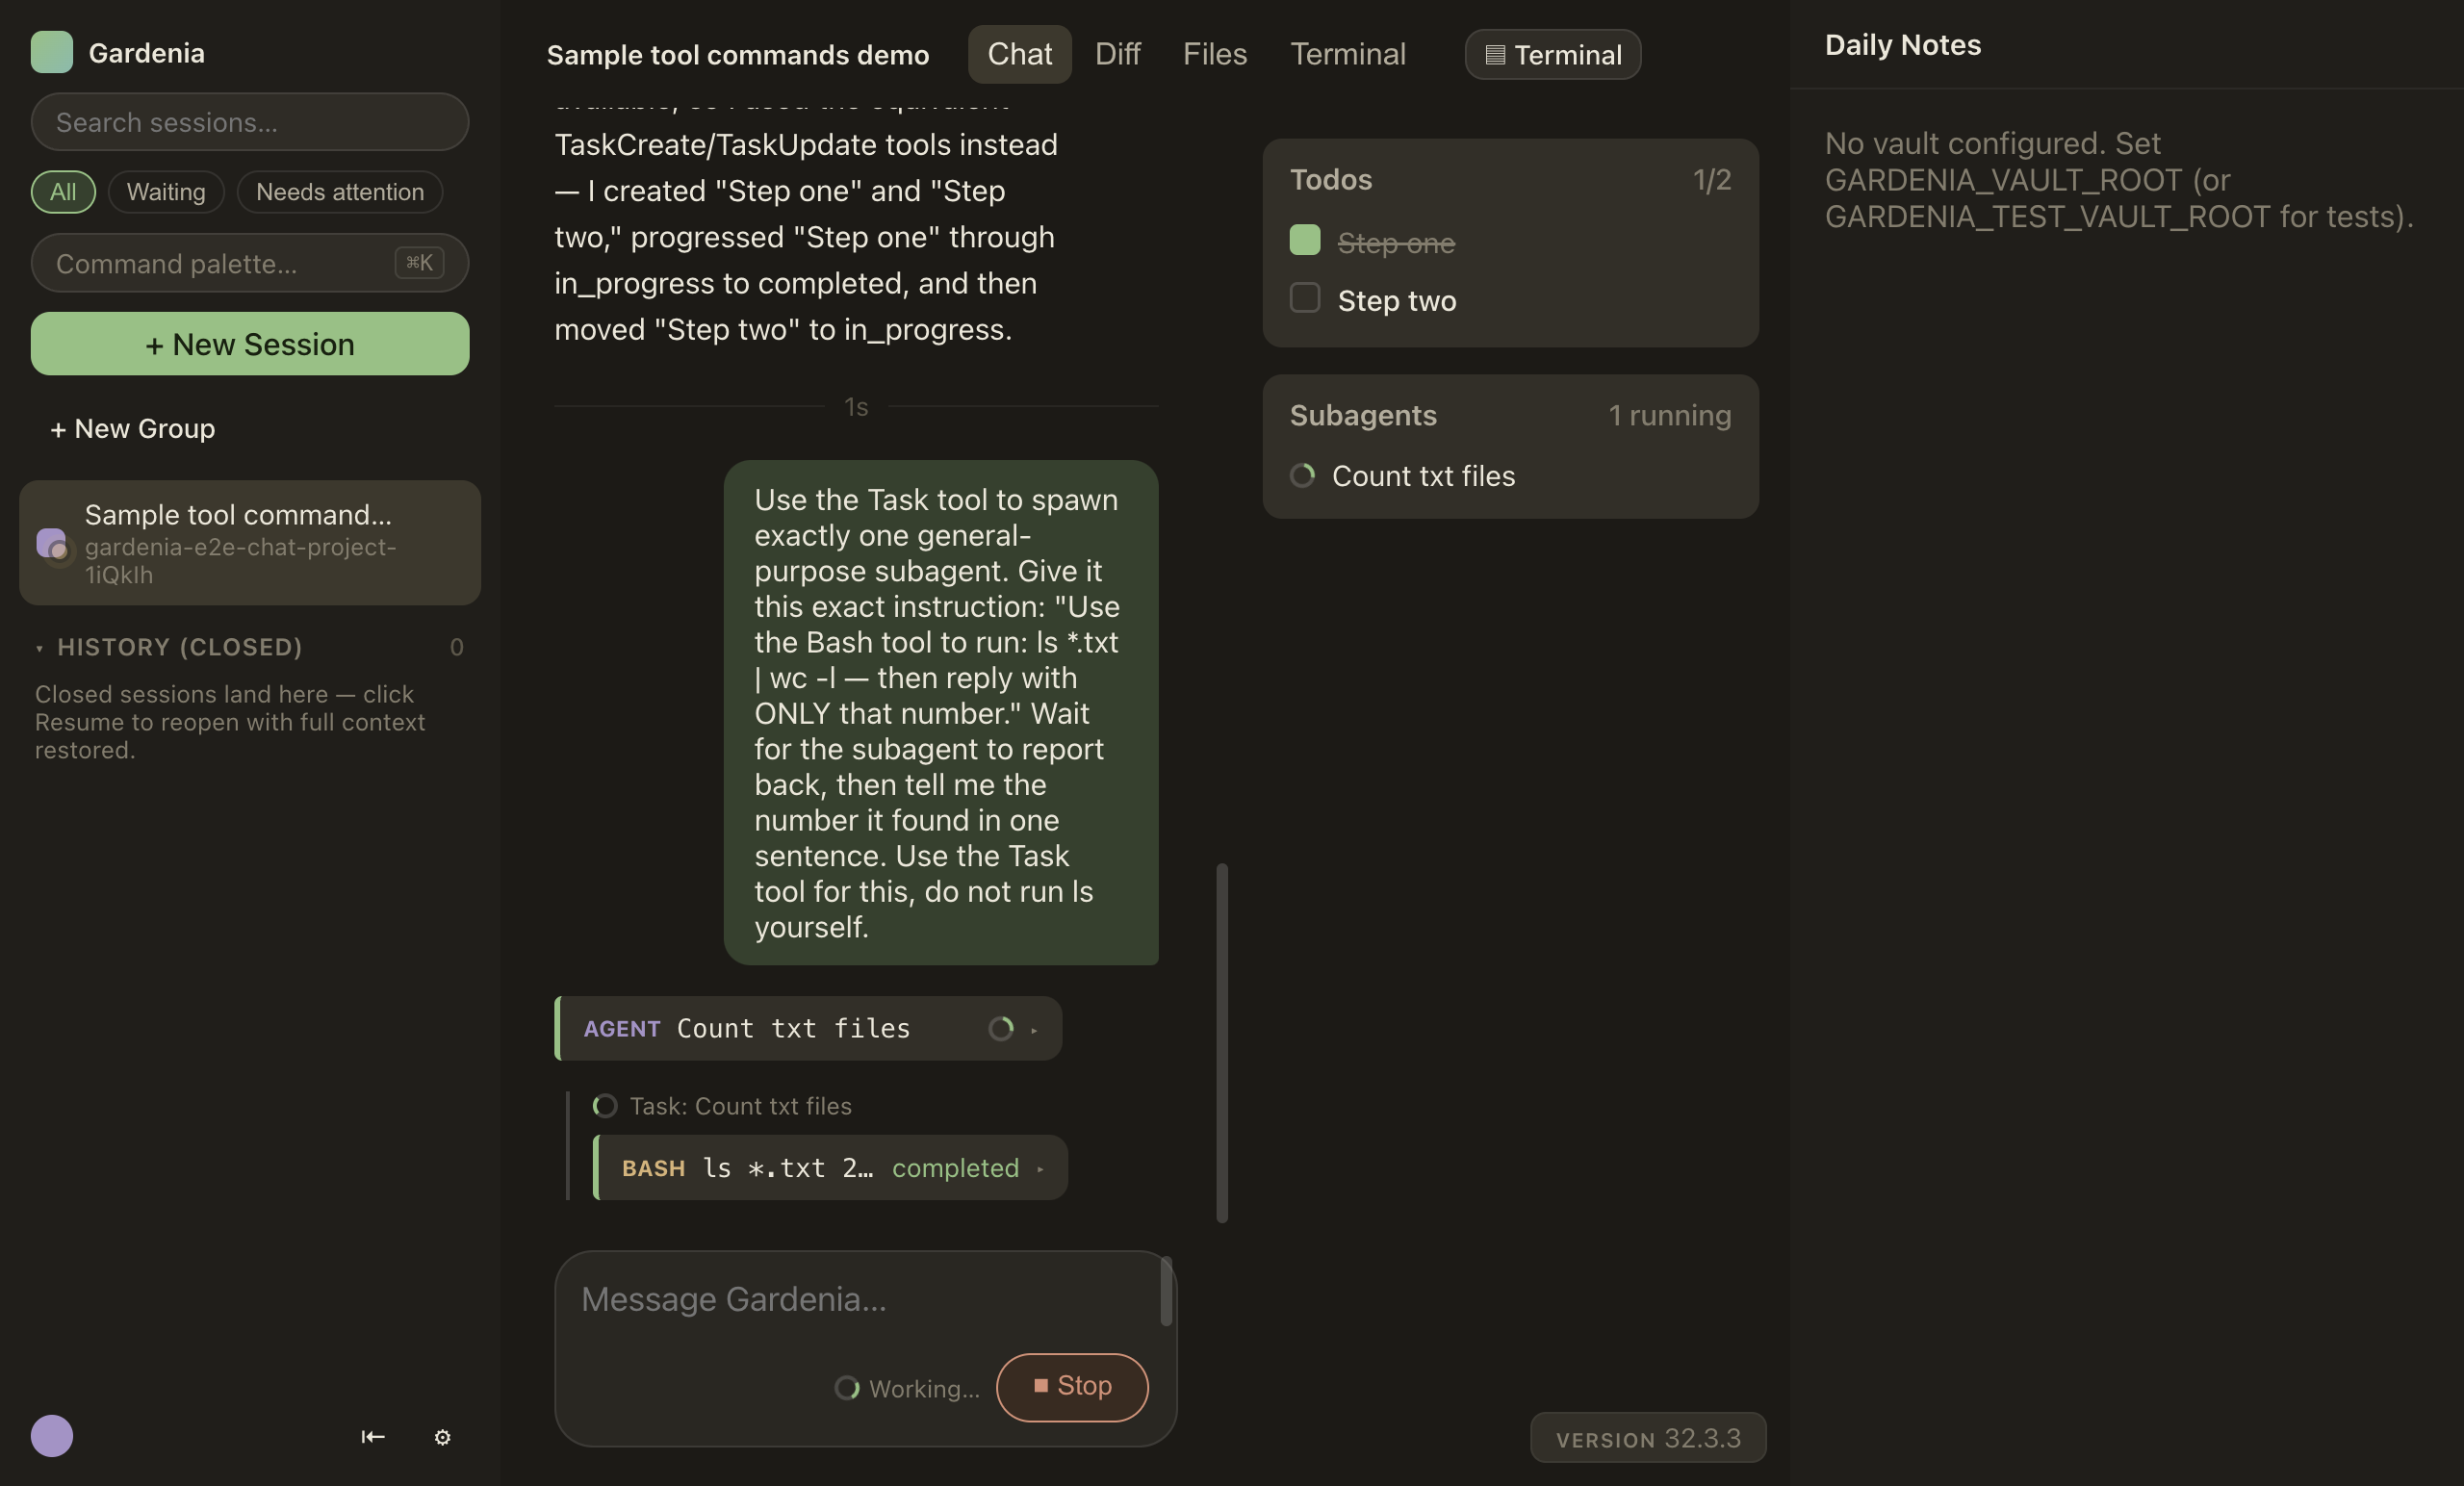 Gardenia
Search sessions...
All
Waiting
Needs attention
Command palette...
⌘K
+ New Session
+ New Group
Sample tool command...
gardenia-e2e-chat-project-
1iQkIh
HISTORY (CLOSED)
0
Closed sessions land here — click
Resume to reopen with full context
restored.
Sample tool commands demo
Chat
Diff
Files
Terminal
Terminal
TaskCreate/TaskUpdate tools instead
— I created "Step one" and "Step
two," progressed "Step one" through
in_progress to completed, and then
moved "Step two" to in_progress.
1s
Use the Task tool to spawn
exactly one general-
purpose subagent. Give it
this exact instruction: "Use
the Bash tool to run: ls *.txt
| wc -l — then reply with
ONLY that number." Wait
for the subagent to report
back, then tell me the
number it found in one
sentence. Use the Task
tool for this, do not run ls
yourself.
AGENT Count txt files
Task: Count txt files
BASH ls *.txt 2… completed
Message Gardenia...
Working...
Stop
Todos
1/2
Step one
Step two
Subagents
1 running
Count txt files
VERSION 32.3.3
Daily Notes
No vault configured. Set
GARDENIA_VAULT_ROOT (or
GARDENIA_TEST_VAULT_ROOT for tests).